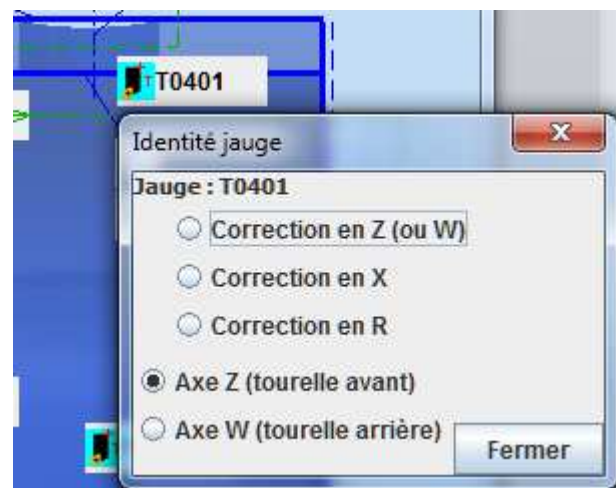 T0401
Identité jauge
Jauge : T0401
Correction en Z (ou W)
Correction en X
Correction en R
Axe Z (tourelle avant)
Axe W (tourelle arrière)
Fermer